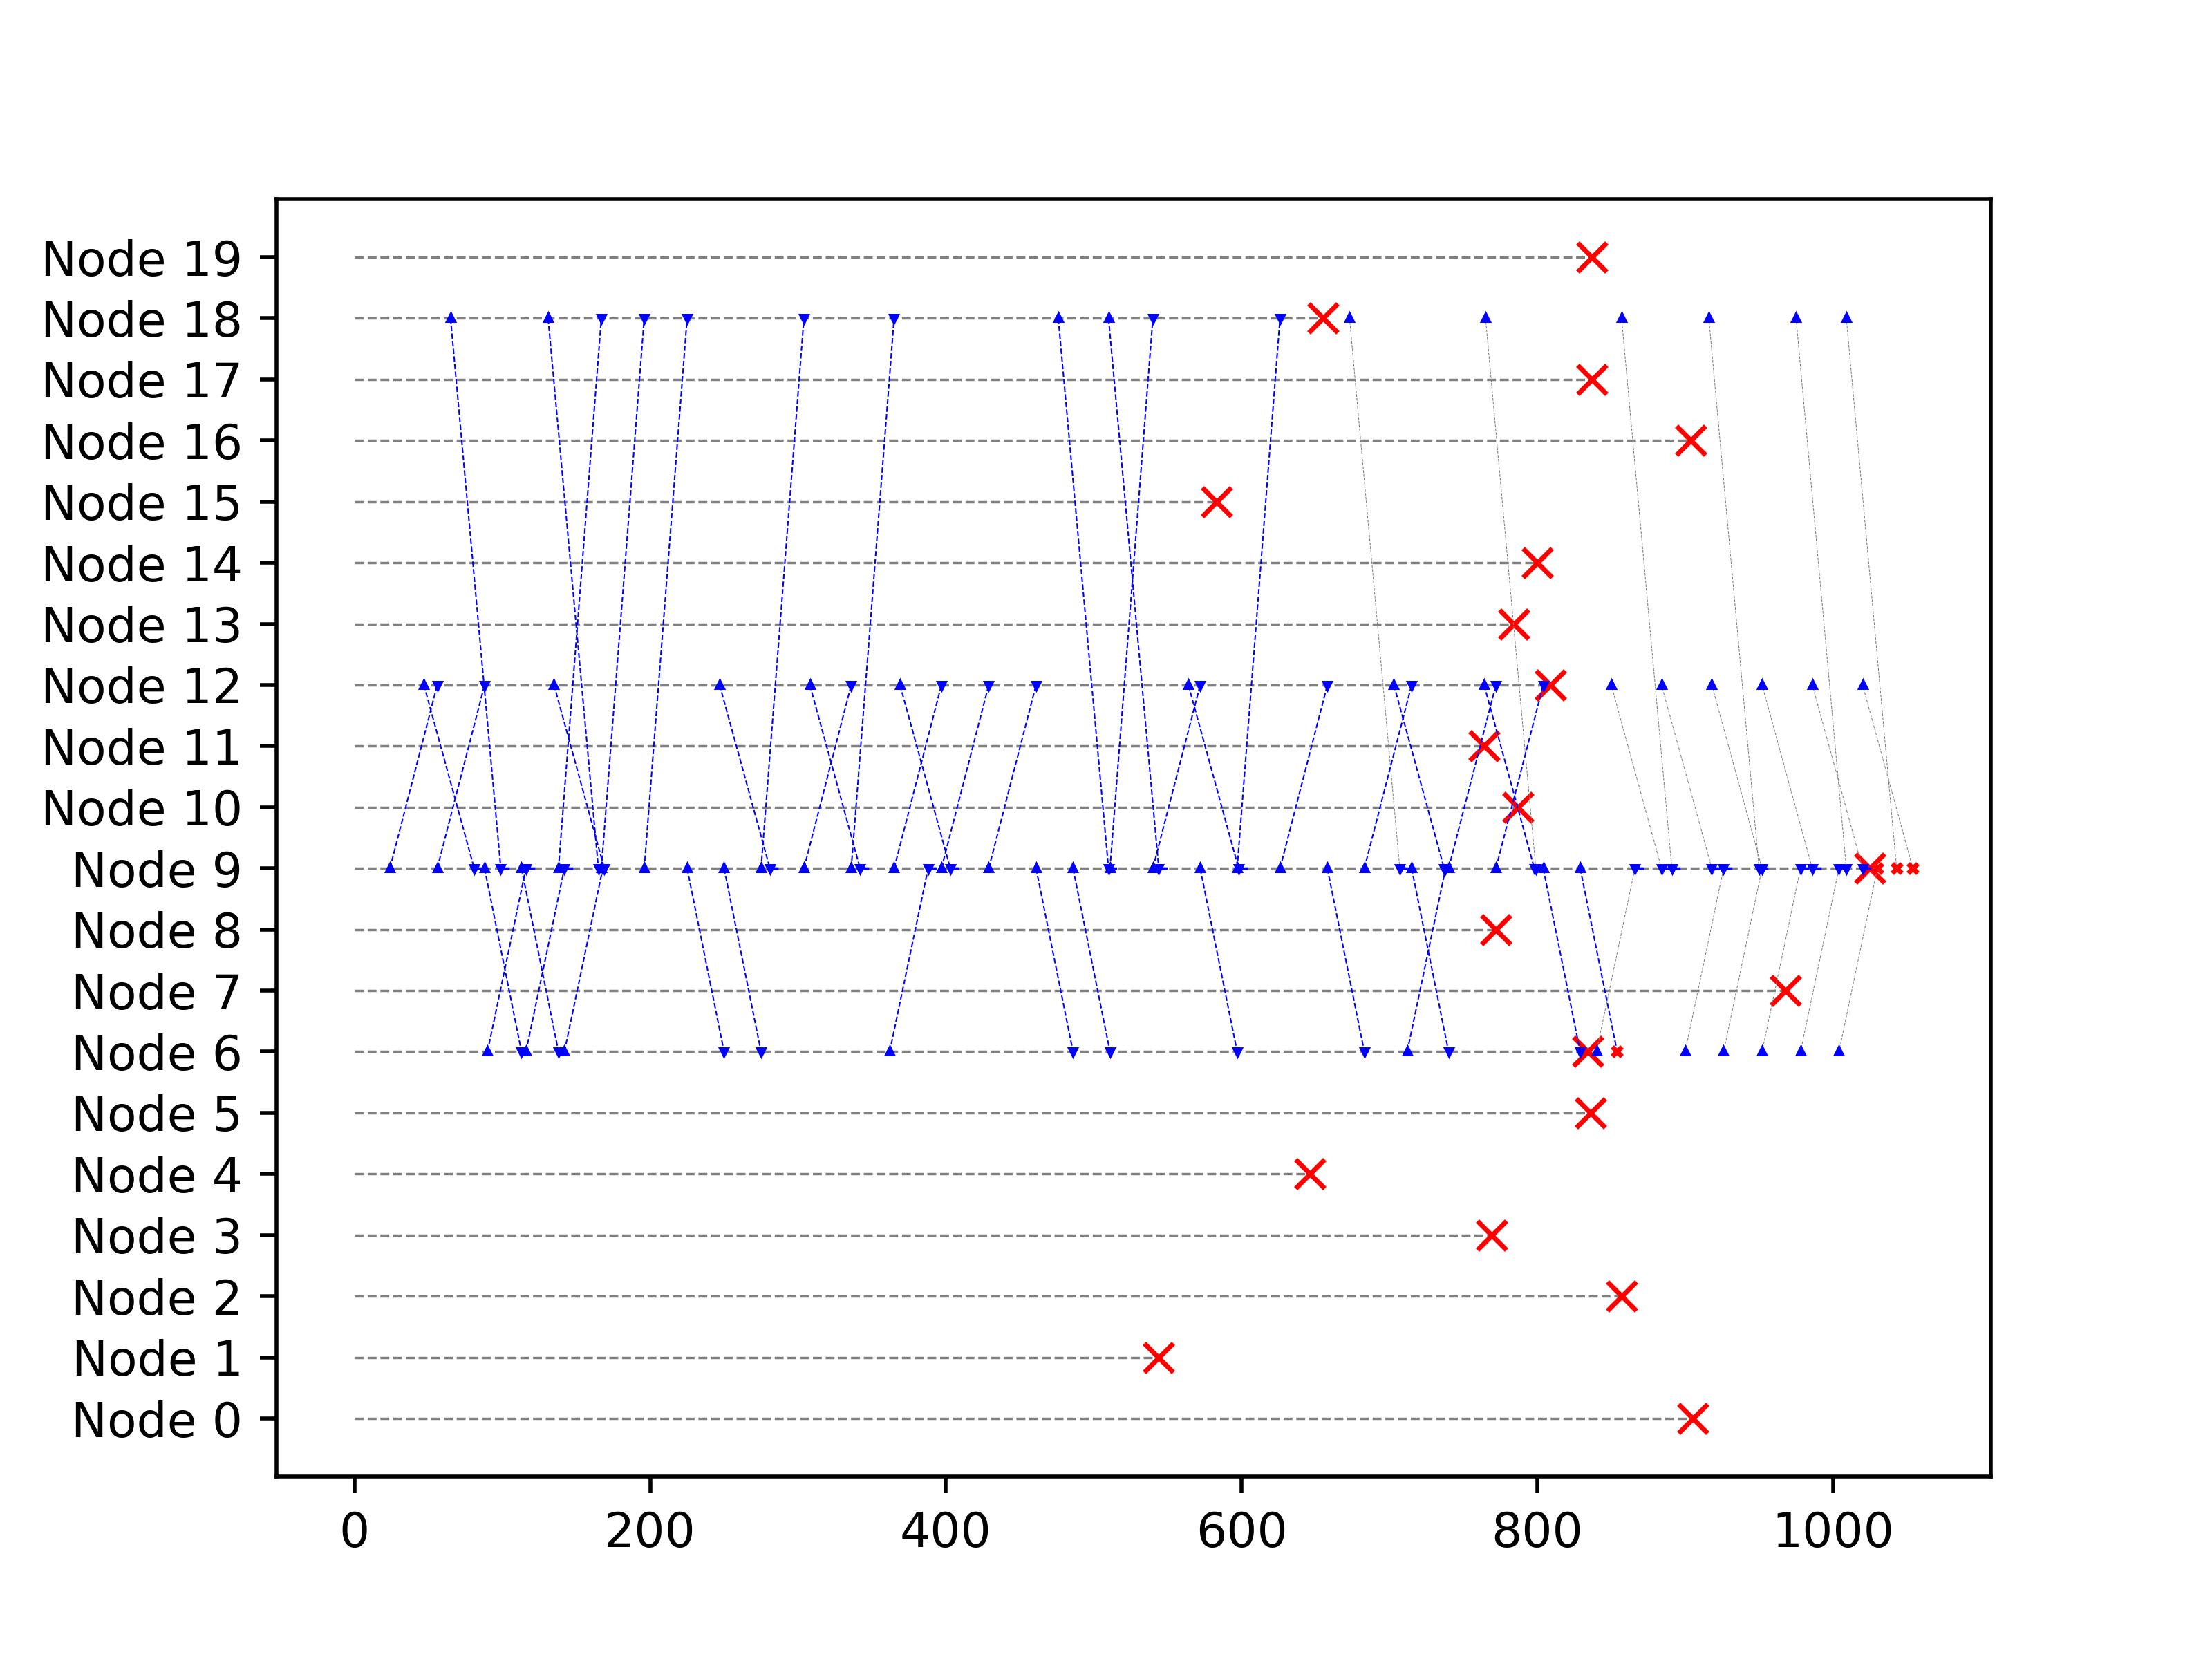 Node 19
Node 18
Node 17
Node 16
Node 15
Node 14
Node 13
Node 12
Node 11
Node 10
Node 9
Node 8
Node 7
Node 6
Node 5
Node 4
Node 3
Node 2
Node 1
Node 0
0 200 400 600 800 1000